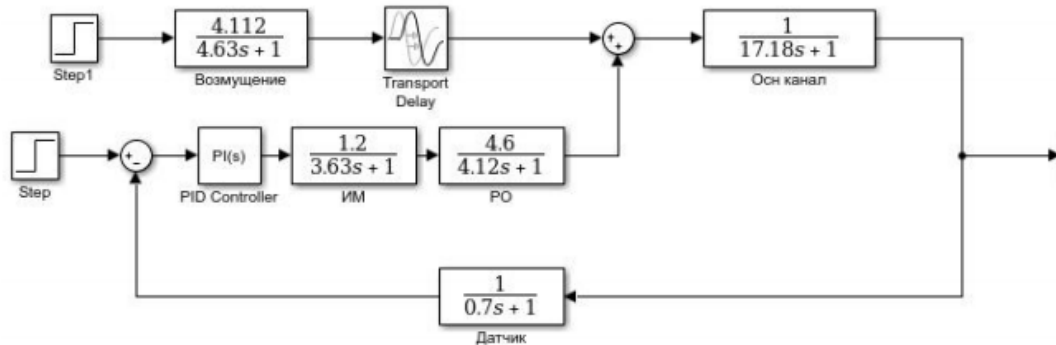 4.112
4.63s + 1
1
17.18s + 1
Step1
Возмущение
Transport
Delay
Осн канал
PI(s)
1.2
3.63s + 1
4.6
4.12s + 1
Step
PID Controller
ИМ
РО
1
0.7s + 1
Датчик